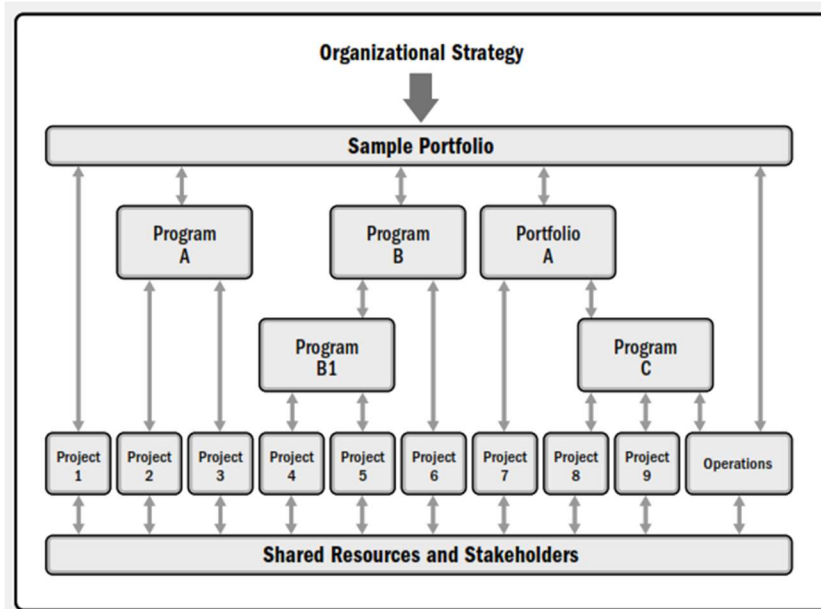 Organizational Strategy
Sample Portfolio
Program
A
Program
B
Portfolio
A
Program
B1
Program
C
Project
1
Project
2
Project
3
Project
4
Project
5
Project
6
Project
7
Project
8
Project
9
Operations
Shared Resources and Stakeholders